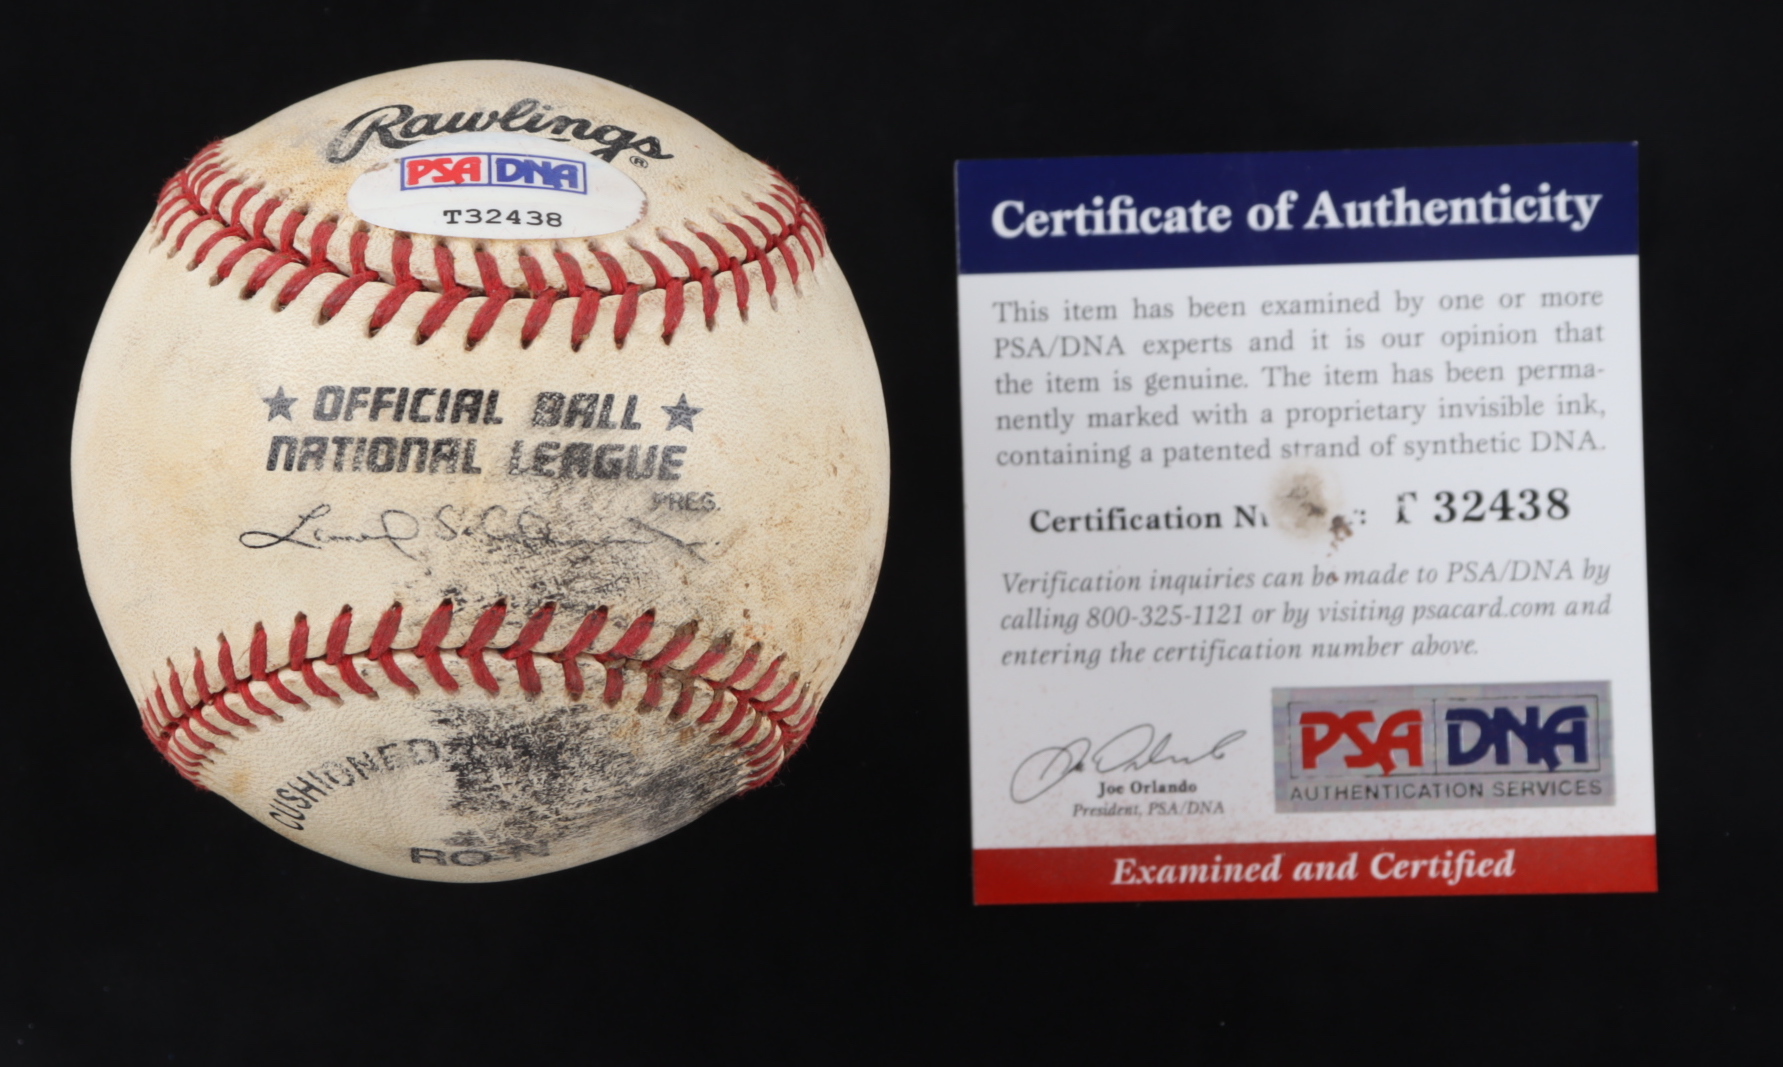 Rawlings®
PSA DNA
T32438
★ OFFICIAL BALL ★
NATIONAL LEAGUE
PRES.
CUSHIONED
RO-N
Certificate of Authenticity
This item has been examined by one or more
PSA/DNA experts and it is our opinion that
the item is genuine. The item has been perma-
nently marked with a proprietary invisible ink,
containing a patented strand of synthetic DNA.
Certification T 32438
Verification inquiries can be made to PSA/DNA by
calling 800-325-1121 or by visiting psacard.com and
entering the certification number above.
Joe Orlando
President, PSA/DNA
PSA DNA
AUTHENTICATION SERVICES
Examined and Certified